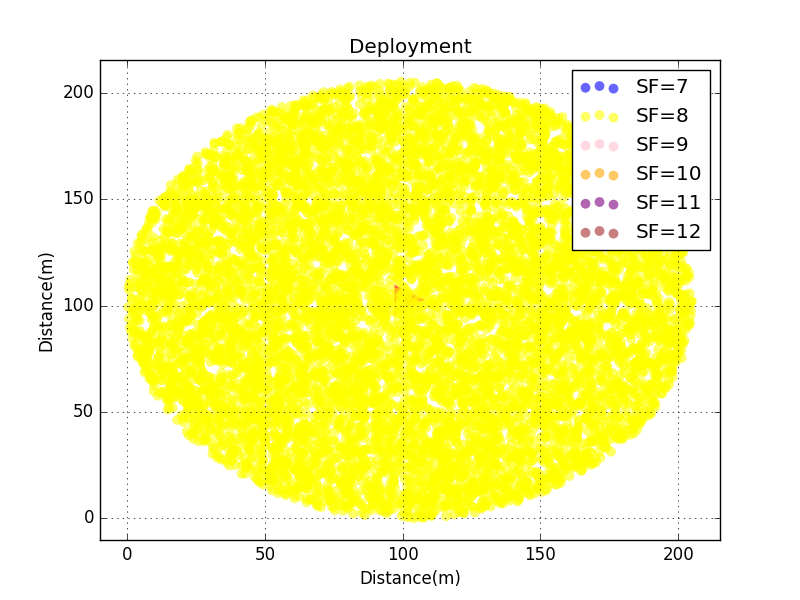 Deployment
SF=7
SF=8
SF=9
SF=10
SF=11
SF=12
200
150
100
50
0
Distance(m)
0 50 100 150 200
Distance(m)